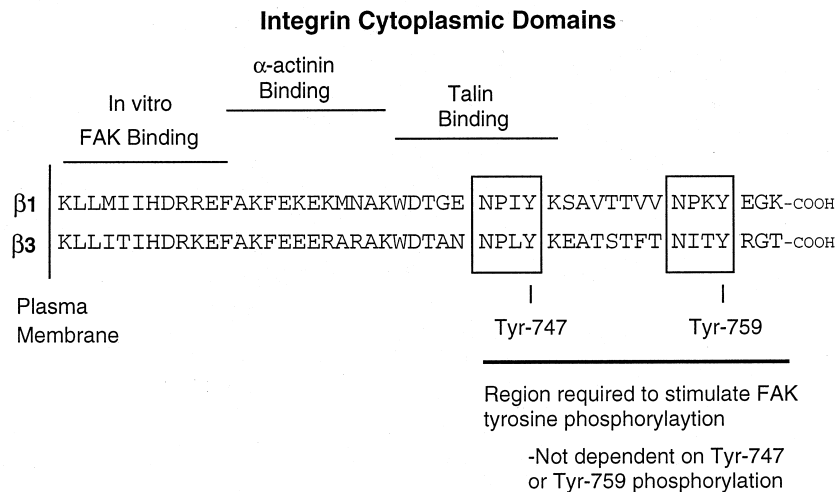 Integrin Cytoplasmic Domains
α-actinin
Binding
In vitro
FAK Binding
Talin
Binding
β1 KLLMIIHDRREFAKFEKEKMNAKWDTGE NPIY KSAVTTVV NPKY EGK-COOH
β3 KLLITIHDRKEFAKFEEERARAKWDTAN NPLY KEATSTFT NITY RGT-COOH
Plasma
Membrane
Tyr-747
Tyr-759
Region required to stimulate FAK
tyrosine phosphorylaytion
-Not dependent on Tyr-747
or Tyr-759 phosphorylation